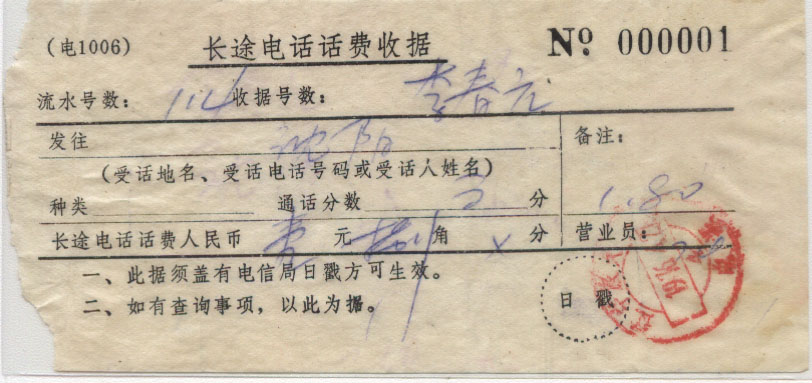 (电1006) 长途电话话费收据 Nº 000001
流水号数: 114 收据号数: 李春元
发往 沈阳 备注:
(受话地名、受话电话号码或受话人姓名)
种类 通话分数 3 分 1.80
长途电话话费人民币 壹 元 捌 角 × 分 营业员:
一、此据须盖有电信局日戳方可生效。
二、如有查询事项,以此为据。
日 戳